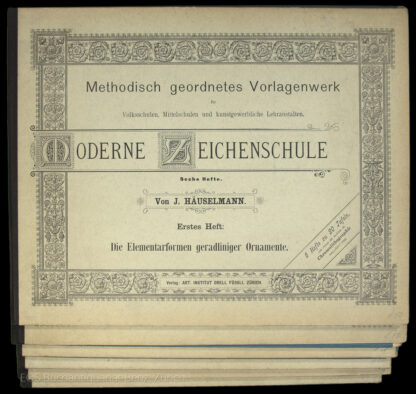 Methodisch geordnetes Vorlagenwerk
für
Volksschulen, Mittelschulen und kunstgewerbliche Lehranstalten.
MODERNE ZEICHENSCHULE
Sechs Hefte.
Von J. HÄUSELMANN.
Erstes Heft:
Die Elementarformen geradliniger Ornamente.
6 Hefte zu 20 Tafeln,
Chromolithographie
Verlag ART. INSTITUT ORELL FÜSSLI, ZÜRICH